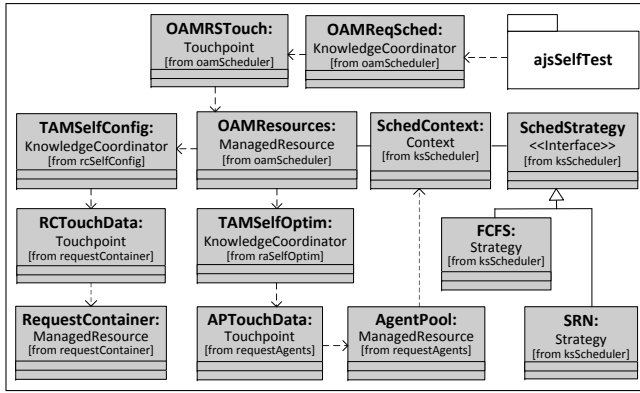 OAMRSTouch:
Touchpoint
[from oamScheduler]
OAMReqSched:
KnowledgeCoordinator
[from oamScheduler]
ajsSelfTest
TAMSelfConfig:
KnowledgeCoordinator
[from rcSelfConfig]
OAMResources:
ManagedResource
[from oamScheduler]
SchedContext:
Context
[from ksScheduler]
SchedStrategy
<<Interface>>
[from ksScheduler]
RCTouchData:
Touchpoint
[from requestContainer]
TAMSelfOptim:
KnowledgeCoordinator
[from raSelfOptim]
FCFS:
Strategy
[from ksScheduler]
RequestContainer:
ManagedResource
[from requestContainer]
APTouchData:
Touchpoint
[from requestAgents]
AgentPool:
ManagedResource
[from requestAgents]
SRN:
Strategy
[from ksScheduler]